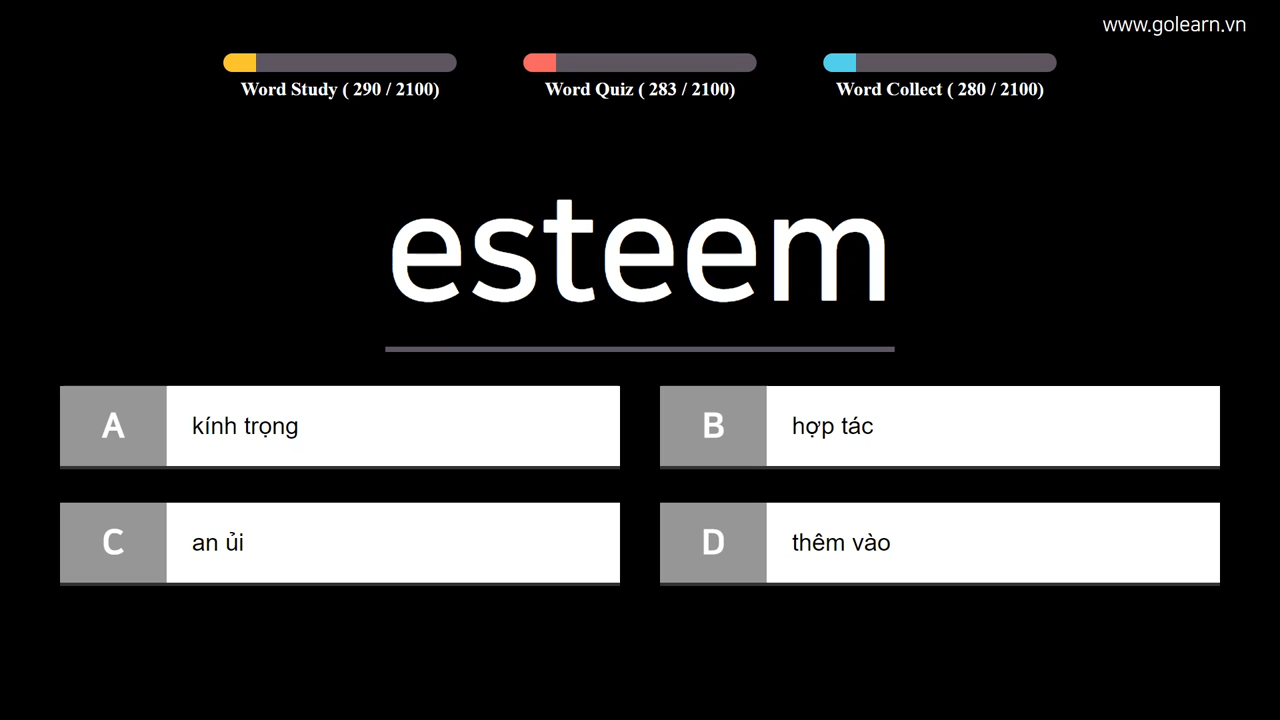 www.golearn.vn
Word Study ( 290 / 2100)
Word Quiz ( 283 / 2100)
Word Collect ( 280 / 2100)
esteem
A kính trọng
B hợp tác
C an ủi
D thêm vào